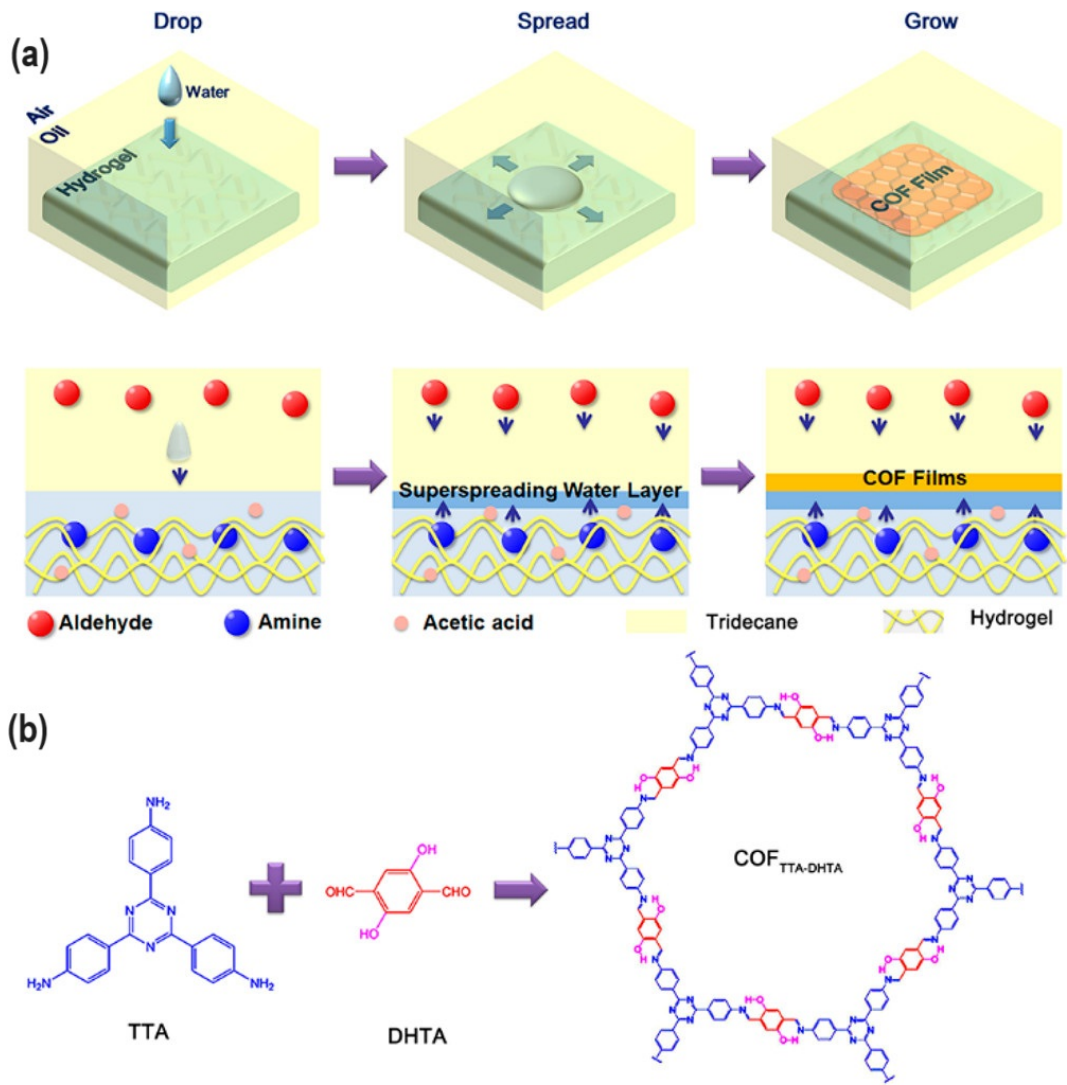 (a)
Drop
Spread
Grow
Water
Air
Oil
Hydrogel
COF Film
Superspreading Water Layer
COF Films
Aldehyde
Amine
Acetic acid
Tridecane
Hydrogel
(b)
NH₂
H₂N
NH₂
N
N
N
TTA
OH
OHC
CHO
HO
DHTA
COF_TTA-DHTA